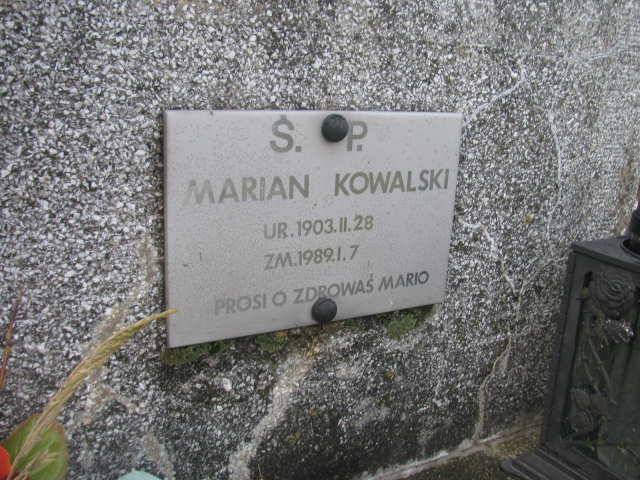 Ś. P.
MARIAN KOWALSKI
UR.1903.II.28
ZM.1989.I.7
PROSI O ZDROWAŚ MARIO